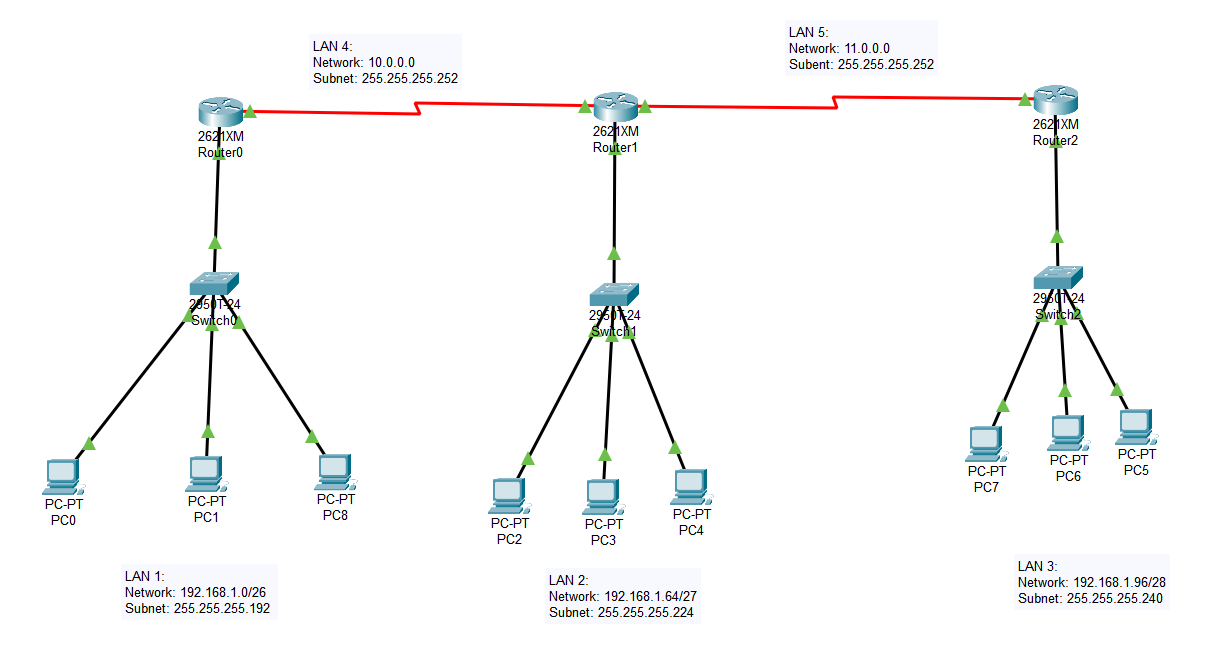 LAN 4:
Network: 10.0.0.0
Subnet: 255.255.255.252
LAN 5:
Network: 11.0.0.0
Subent: 255.255.255.252
2621XM
Router0
2621XM
Router1
2621XM
Router2
2950T-24
Switch0
2950T-24
Switch1
2950T-24
Switch2
PC-PT
PC0
PC-PT
PC1
PC-PT
PC8
PC-PT
PC2
PC-PT
PC3
PC-PT
PC4
PC-PT
PC7
PC-PT
PC6
PC-PT
PC5
LAN 1:
Network: 192.168.1.0/26
Subnet: 255.255.255.192
LAN 2:
Network: 192.168.1.64/27
Subnet: 255.255.255.224
LAN 3:
Network: 192.168.1.96/28
Subnet: 255.255.255.240